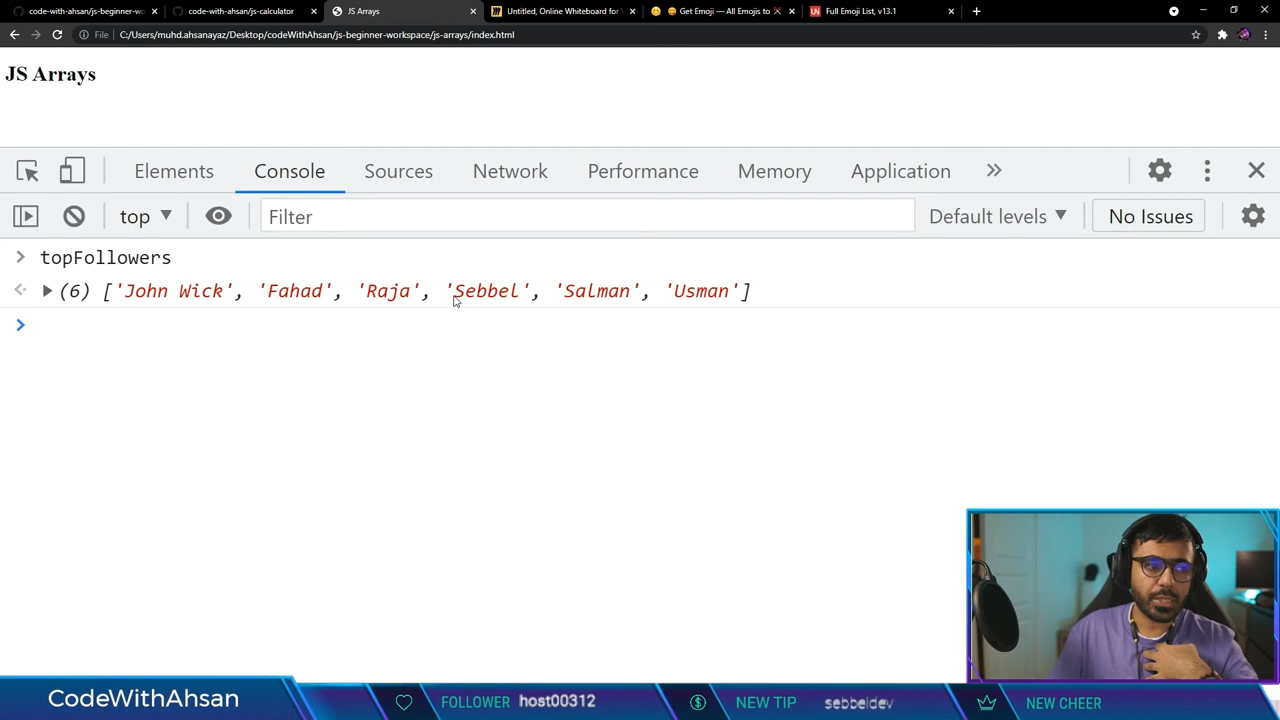 code-with-ahsan/js-beginner-wo
code-with-ahsan/js-calculator
JS Arrays
Untitled, Online Whiteboard for V
Get Emoji — All Emojis to
Full Emoji List, v13.1
File
C:/Users/muhd.ahsanayaz/Desktop/codeWithAhsan/js-beginner-workspace/js-arrays/index.html
JS Arrays
Elements Console Sources Network Performance Memory Application
top Filter Default levels No Issues
topFollowers
(6) ['John Wick', 'Fahad', 'Raja', 'Sebbel', 'Salman', 'Usman']
CodeWithAhsan
FOLLOWER host00312
NEW TIP sebbeldev
NEW CHEER